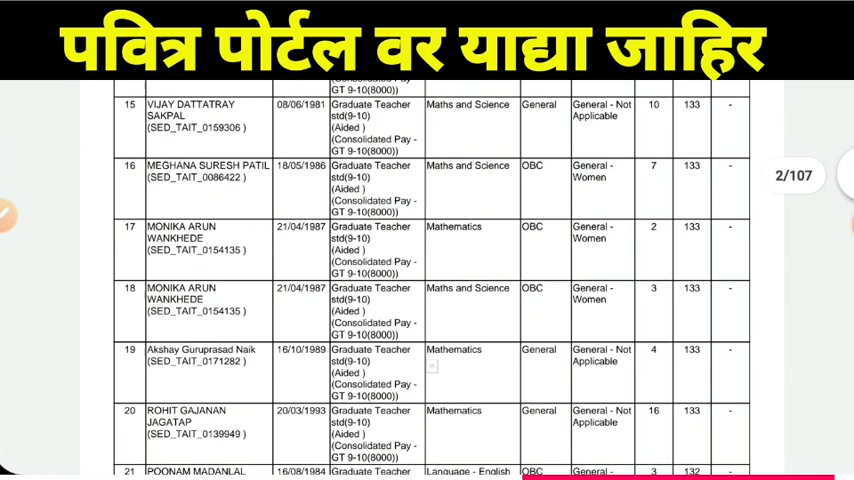 पवित्र पोर्टल वर याद्या जाहिर
GT 9-10(8000))
15 VIJAY DATTATRAY 08/06/1981 Graduate Teacher Maths and Science General General - Not 10 133 -
SAKPAL std(9-10) Applicable
(SED_TAIT_0159306 ) (Aided )
(Consolidated Pay -
GT 9-10(8000))
16 MEGHANA SURESH PATIL 18/05/1986 Graduate Teacher Maths and Science OBC General - 7 133 -
(SED_TAIT_0086422 ) std(9-10) Women
(Aided )
(Consolidated Pay -
GT 9-10(8000))
2/107
17 MONIKA ARUN 21/04/1987 Graduate Teacher Mathematics OBC General - 2 133 -
WANKHEDE std(9-10) Women
(SED_TAIT_0154135 ) (Aided )
(Consolidated Pay -
GT 9-10(8000))
18 MONIKA ARUN 21/04/1987 Graduate Teacher Maths and Science OBC General - 3 133 -
WANKHEDE std(9-10) Women
(SED_TAIT_0154135 ) (Aided )
(Consolidated Pay -
GT 9-10(8000))
19 Akshay Guruprasad Naik 16/10/1989 Graduate Teacher Mathematics General General - Not 4 133 -
(SED_TAIT_0171282 ) std(9-10) Applicable
(Aided )
(Consolidated Pay -
GT 9-10(8000))
20 ROHIT GAJANAN 20/03/1993 Graduate Teacher Mathematics General General - Not 16 133 -
JAGATAP std(9-10) Applicable
(SED_TAIT_0139949 ) (Aided )
(Consolidated Pay -
GT 9-10(8000))
21 POONAM MADANLAL 16/08/1984 Graduate Teacher Language - English OBC General - 3 132 -